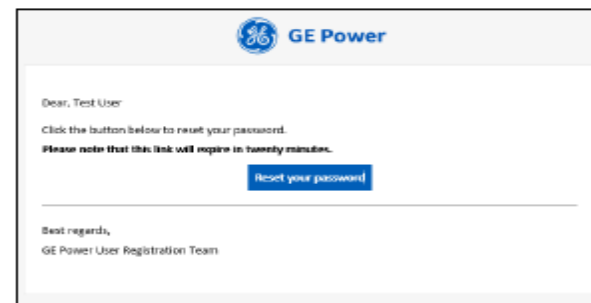 GE Power
Dear, Test User
Click the button below to reset your password.
Please note that this link will expire in twenty minutes.
Reset your password
Best regards,
GE Power User Registration Team